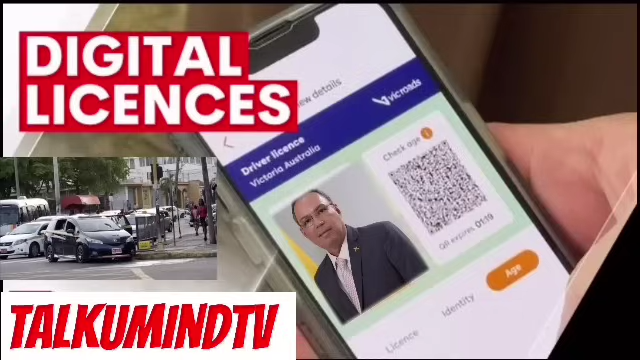 DIGITAL
LICENCES
view details
vicroads
Driver licence
Victoria Australia
Check age
QR expires 01:19
Licence
Identity
Age
TALKUMINDTV